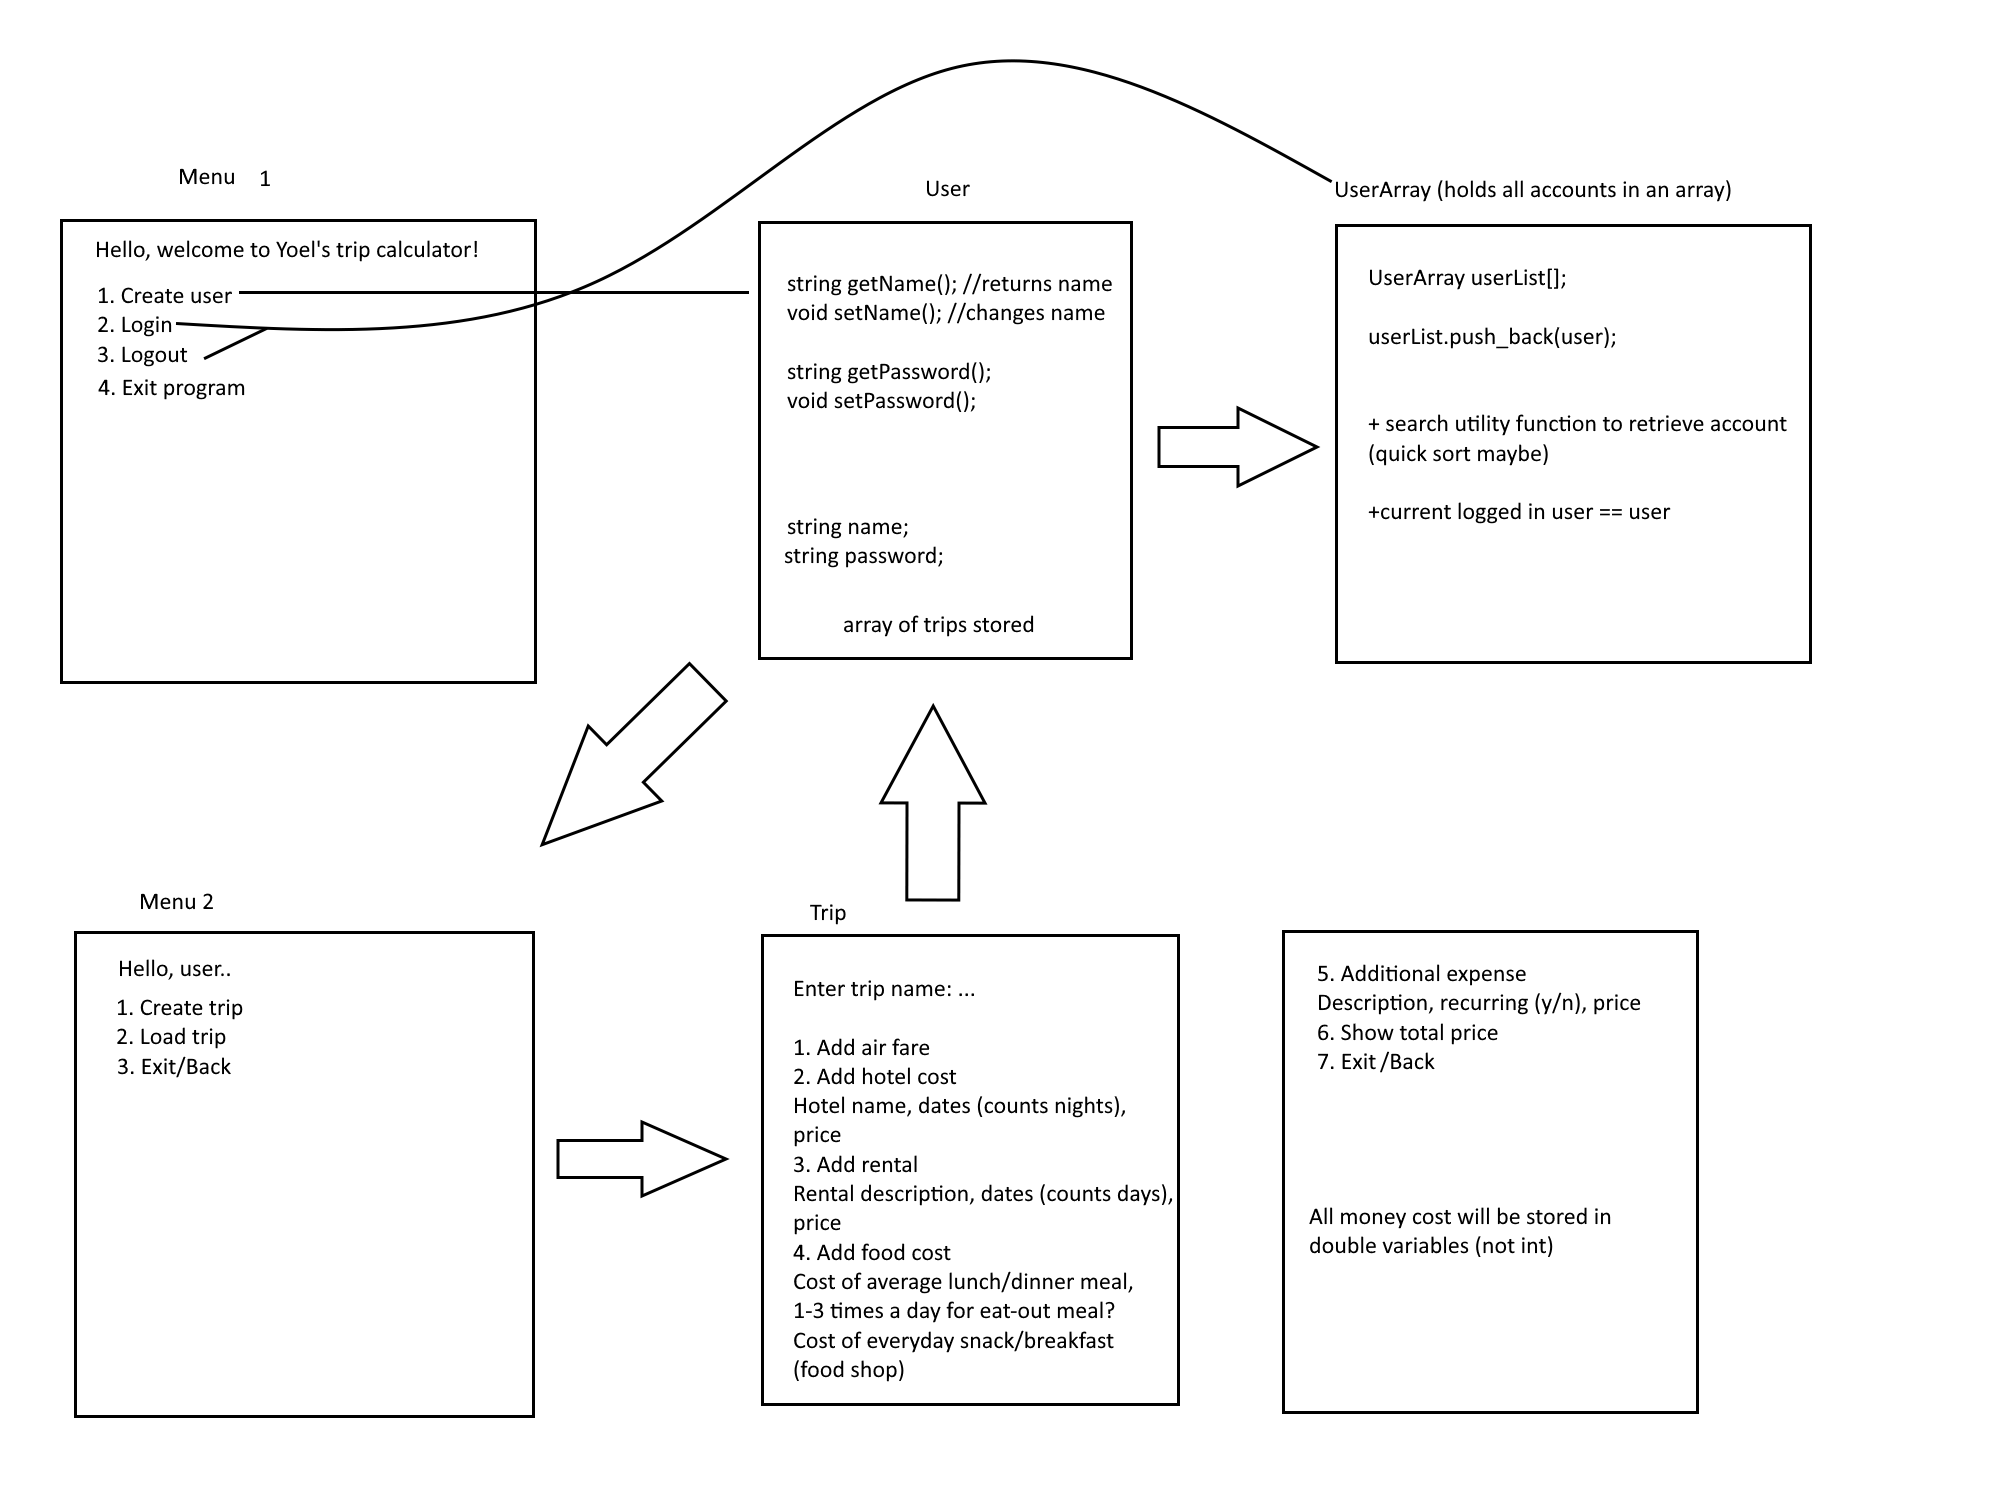 Menu 1
Hello, welcome to Yoel's trip calculator!
1. Create user
2. Login
3. Logout
4. Exit program
User
string getName(); //returns name
void setName(); //changes name
string getPassword();
void setPassword();
string name;
string password;
array of trips stored
UserArray (holds all accounts in an array)
UserArray userList[];
userList.push_back(user);
+ search utility function to retrieve account
(quick sort maybe)
+current logged in user == user
Menu 2
Hello, user..
1. Create trip
2. Load trip
3. Exit/Back
Trip
Enter trip name: ...
1. Add air fare
2. Add hotel cost
Hotel name, dates (counts nights),
price
3. Add rental
Rental description, dates (counts days),
price
4. Add food cost
Cost of average lunch/dinner meal,
1-3 times a day for eat-out meal?
Cost of everyday snack/breakfast
(food shop)
5. Additional expense
Description, recurring (y/n), price
6. Show total price
7. Exit /Back
All money cost will be stored in
double variables (not int)